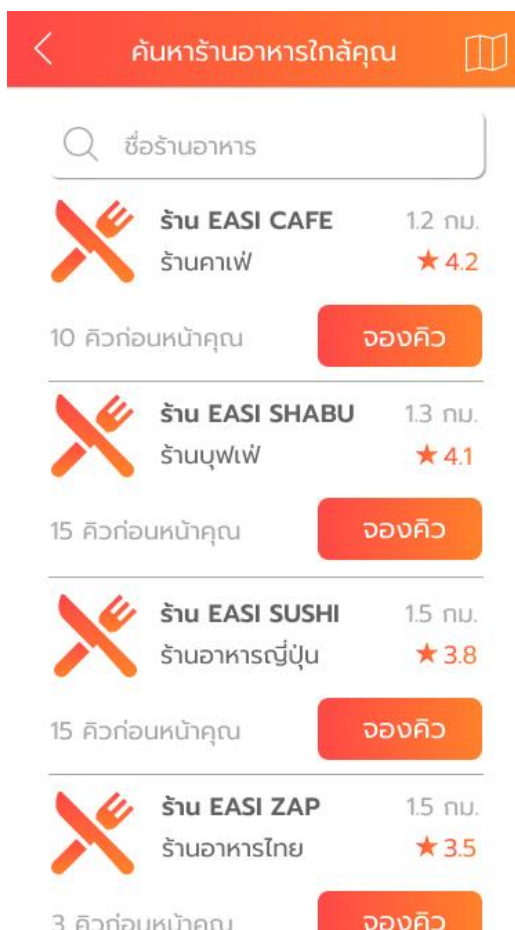 ค้นหาร้านอาหารใกล้คุณ
ชื่อร้านอาหาร
ร้าน EASI CAFE 1.2 กม.
ร้านคาเฟ่ ★ 4.2
10 คิวก่อนหน้าคุณ จองคิว
ร้าน EASI SHABU 1.3 กม.
ร้านบุฟเฟ่ ★ 4.1
15 คิวก่อนหน้าคุณ จองคิว
ร้าน EASI SUSHI 1.5 กม.
ร้านอาหารญี่ปุ่น ★ 3.8
15 คิวก่อนหน้าคุณ จองคิว
ร้าน EASI ZAP 1.5 กม.
ร้านอาหารไทย ★ 3.5
3 คิวก่อนหน้าคุณ จองคิว